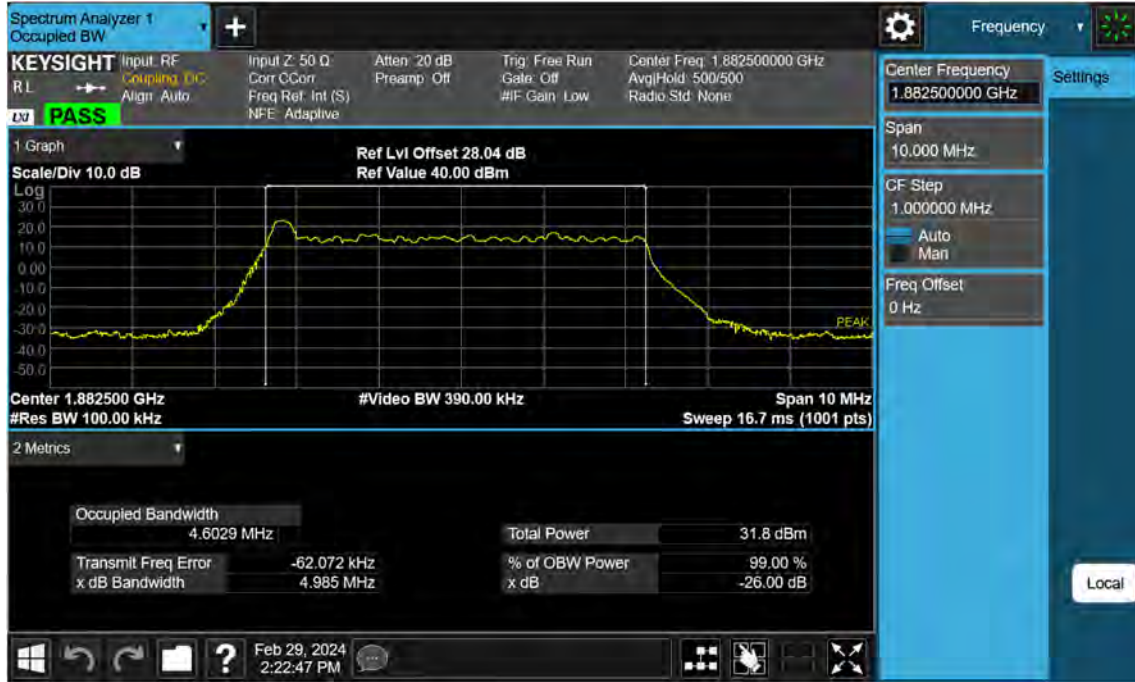 Spectrum Analyzer 1
Occupied BW
+
Frequency
KEYSIGHT
RL
LXI
PASS
Input: RF
Coupling: DC
Align: Auto
Input Z: 50 Ω
Corr CCorr
Freq Ref: Int (S)
NFE: Adaptive
Atten: 20 dB
Preamp: Off
Trig: Free Run
Gate: Off
#IF Gain: Low
Center Freq: 1.882500000 GHz
Avg|Hold: 500/500
Radio Std: None
Center Frequency
1.882500000 GHz
Settings
Span
10.000 MHz
CF Step
1.000000 MHz
Auto
Man
Freq Offset
0 Hz
Local
1 Graph
Scale/Div 10.0 dB
Ref Lvl Offset 28.04 dB
Ref Value 40.00 dBm
Log
30.0
20.0
10.0
0.00
-10.0
-20.0
-30.0
-40.0
-50.0
PEAK
Center 1.882500 GHz
#Video BW 390.00 kHz
Span 10 MHz
#Res BW 100.00 kHz
Sweep 16.7 ms (1001 pts)
2 Metrics
Occupied Bandwidth
4.6029 MHz
Total Power 31.8 dBm
Transmit Freq Error -62.072 kHz
% of OBW Power 99.00 %
x dB Bandwidth 4.985 MHz
x dB -26.00 dB
?
Feb 29, 2024
2:22:47 PM